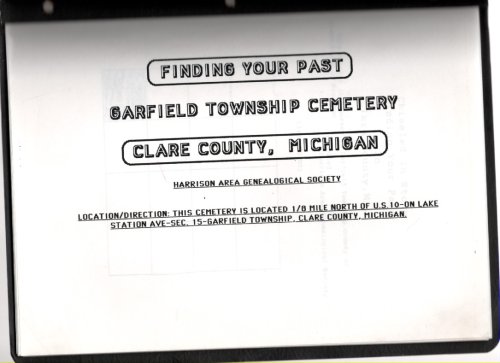 FINDING YOUR PAST
GARFIELD TOWNSHIP CEMETERY
CLARE COUNTY, MICHIGAN
HARRISON AREA GENEALOGICAL SOCIETY
LOCATION/DIRECTION: THIS CEMETERY IS LOCATED 1/8 MILE NORTH OF U.S.10-ON LAKE
STATION AVE-SEC. 15-GARFIELD TOWNSHIP, CLARE COUNTY, MICHIGAN.